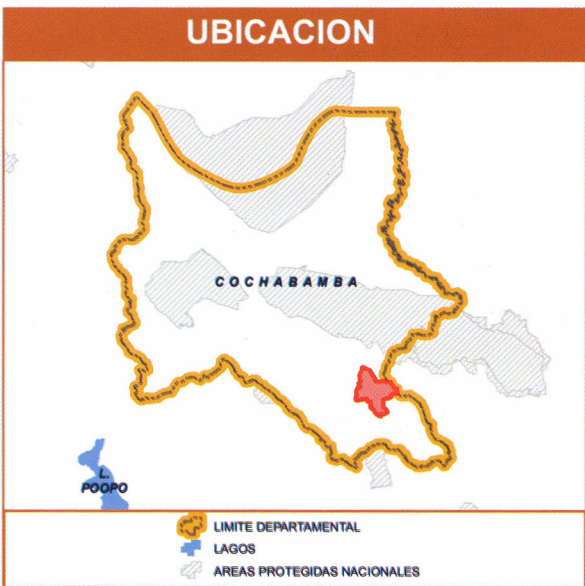 UBICACION
COCHABAMBA
L.
POOPO
LIMITE DEPARTAMENTAL
LAGOS
AREAS PROTEGIDAS NACIONALES